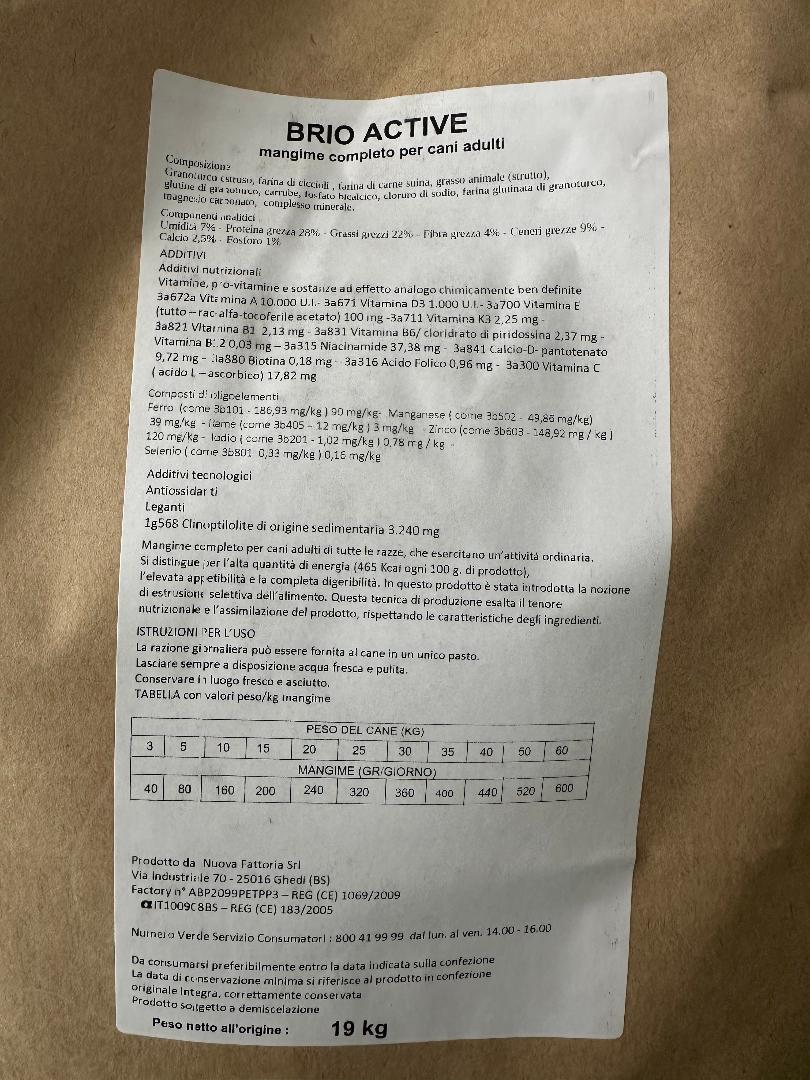 BRIO ACTIVE
mangime completo per cani adulti
Composizione
Granoturco estruso, farina di ciccioli , farina di carne suina, grasso animale (strutto),
glutine di granoturco, carrube, fosfato bicalcico, cloruro di sodio, farina glutinata di granoturco,
magnesio carbonato, complesso minerale.
Componenti analitici
Umidità 7% - Proteina grezza 28% - Grassi grezzi 22% - Fibra grezza 4% - Ceneri grezze 9% -
Calcio 2,5% - Fosforo 1%
ADDITIVI
Additivi nutrizionali
Vitamine, pro-vitamine e sostanze ad effetto analogo chimicamente ben definite
3a672a Vitamina A 10.000 U.I.- 3a671 Vitamina D3 1.000 U.I.- 3a700 Vitamina E
(tutto – rac-alfa-tocoferile acetato) 100 mg -3a711 Vitamina K3 2,25 mg -
3a821 Vitamina B1 2,13 mg - 3a831 Vitamina B6/ cloridrato di piridossina 2,37 mg -
Vitamina B12 0,03 mg – 3a315 Niacinamide 37,38 mg - 3a841 Calcio-D- pantotenato
9,72 mg - 3a880 Biotina 0,18 mg - 3a316 Acido Folico 0,96 mg - 3a300 Vitamina C
( acido L – ascorbico) 17,82 mg
Composti di oligoelementi
Ferro (come 3b101 - 186,93 mg/kg ) 90 mg/kg- Manganese ( come 3b502 - 49,86 mg/kg)
39 mg/kg - Rame (come 3b405 – 12 mg/kg ) 3 mg/kg - Zinco (come 3b603 - 148,92 mg / kg )
120 mg/kg - Iodio ( come 3b201 - 1,02 mg/kg ) 0,78 mg / kg -
Selenio ( come 3b801 0,33 mg/kg ) 0,16 mg/kg
Additivi tecnologici
Antiossidanti
Leganti
1g568 Clinoptilolite di origine sedimentaria 3.240 mg
Mangime completo per cani adulti di tutte le razze, che esercitano un'attività ordinaria.
Si distingue per l'alta quantità di energia (465 Kcal ogni 100 g. di prodotto),
l'elevata appetibilità e la completa digeribilità. In questo prodotto è stata introdotta la nozione
di estrusione selettiva dell'alimento. Questa tecnica di produzione esalta il tenore
nutrizionale e l'assimilazione del prodotto, rispettando le caratteristiche degli ingredienti.
ISTRUZIONI PER L'USO
La razione giornaliera può essere fornita al cane in un unico pasto.
Lasciare sempre a disposizione acqua fresca e pulita.
Conservare in luogo fresco e asciutto.
TABELLA con valori peso/kg mangime
PESO DEL CANE (KG)
3 5 10 15 20 25 30 35 40 50 60
MANGIME (GR/GIORNO)
40 80 160 200 240 320 360 400 440 520 600
Prodotto da Nuova Fattoria Srl
Via Industriale 70 - 25016 Ghedi (BS)
Factory n° ABP2099PETPP3 – REG (CE) 1069/2009
αIT1009C8BS – REG (CE) 183/2005
Numero Verde Servizio Consumatori : 800 41 99 99 dal lun. al ven. 14.00 - 16.00
Da consumarsi preferibilmente entro la data indicata sulla confezione
La data di conservazione minima si riferisce al prodotto in confezione
originale integra, correttamente conservata
Prodotto soggetto a demiscelazione
Peso netto all'origine : 19 kg